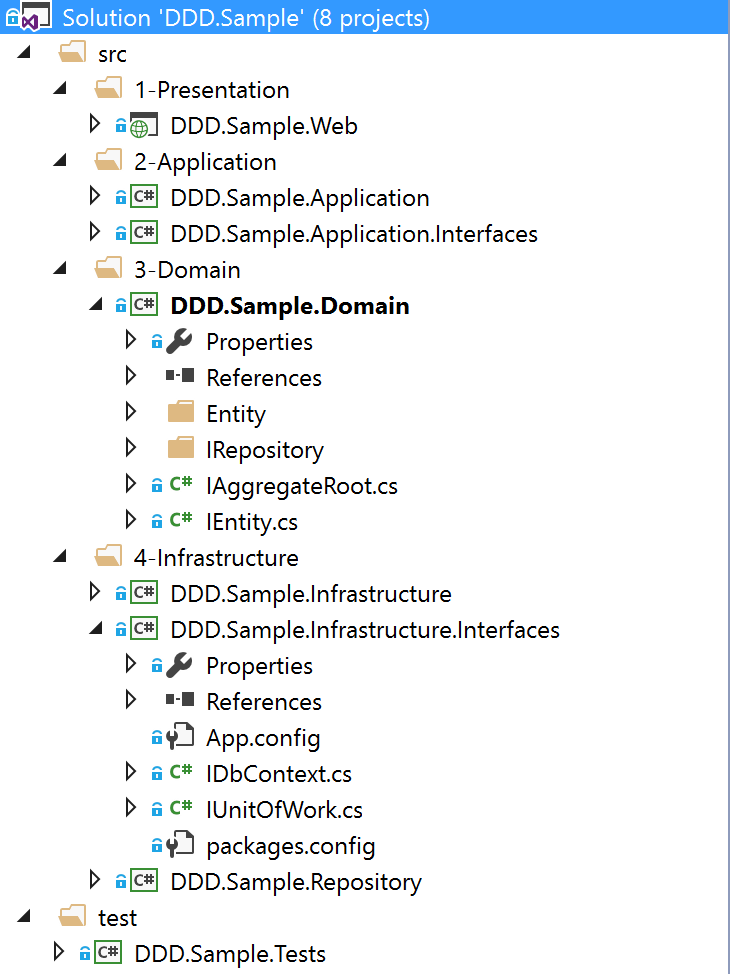 Solution 'DDD.Sample' (8 projects)
src
1-Presentation
DDD.Sample.Web
2-Application
C# DDD.Sample.Application
C# DDD.Sample.Application.Interfaces
3-Domain
C# DDD.Sample.Domain
Properties
References
Entity
IRepository
C# IAggregateRoot.cs
C# IEntity.cs
4-Infrastructure
C# DDD.Sample.Infrastructure
C# DDD.Sample.Infrastructure.Interfaces
Properties
References
App.config
C# IDbContext.cs
C# IUnitOfWork.cs
packages.config
C# DDD.Sample.Repository
test
C# DDD.Sample.Tests